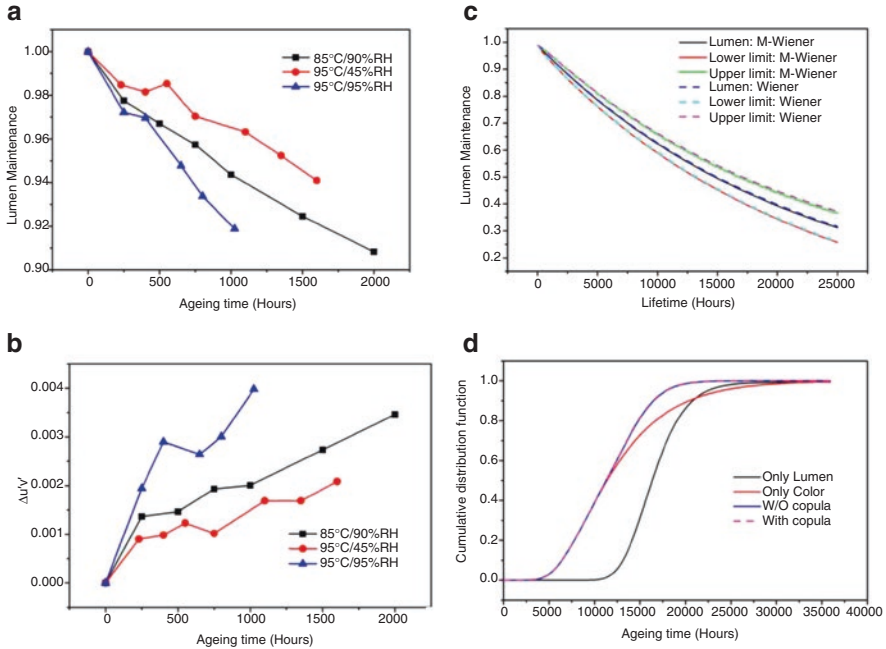 a
1.00
0.98
0.96
0.94
0.92
0.90
Lumen Maintenance
85°C/90%RH
95°C/45%RH
95°C/95%RH
0
500
1000
1500
2000
Ageing time (Hours)
c
1.0
0.9
0.8
0.7
0.6
0.5
0.4
0.3
0.2
Lumen Maintenance
Lumen: M-Wiener
Lower limit: M-Wiener
Upper limit: M-Wiener
Lumen: Wiener
Lower limit: Wiener
Upper limit: Wiener
0
5000
10000
15000
20000
25000
Lifetime (Hours)
b
0.004
0.003
0.002
0.001
0.000
Δu'v'
85°C/90%RH
95°C/45%RH
95°C/95%RH
0
500
1000
1500
2000
Ageing time (Hours)
d
1.0
0.8
0.6
0.4
0.2
0.0
Cumulative distribution function
Only Lumen
Only Color
W/O copula
With copula
0
5000
10000
15000
20000
25000
30000
35000
40000
Ageing time (Hours)